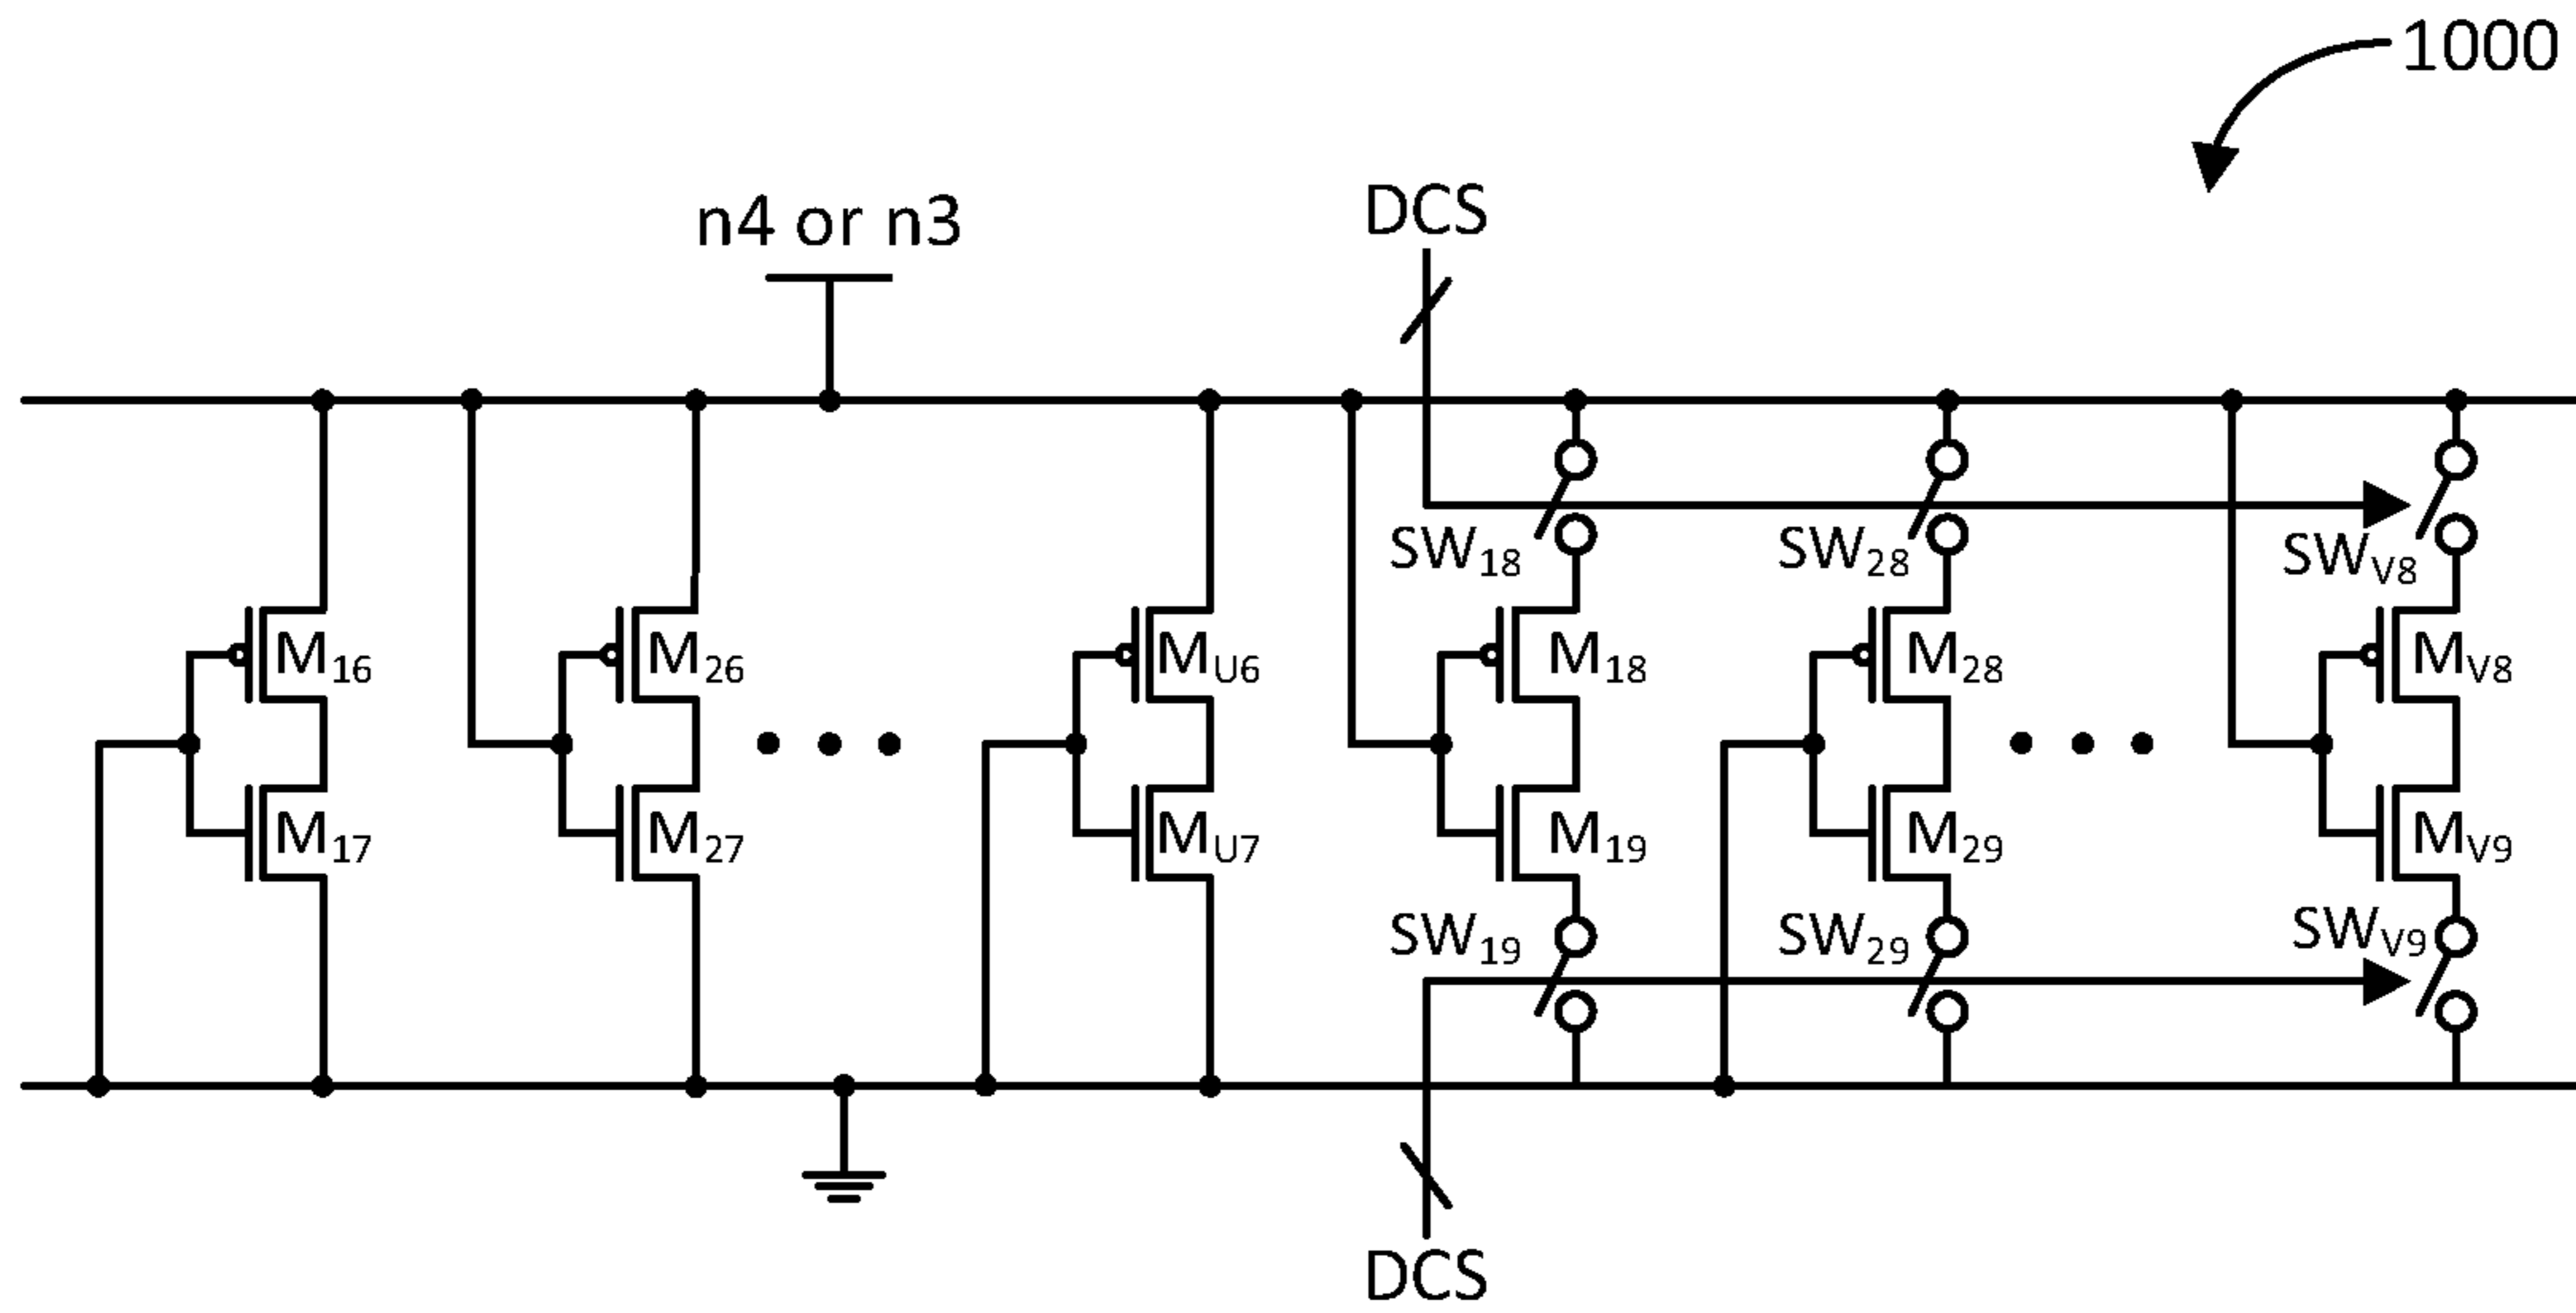 1000
n4 or n3
DCS
SW18
SW28
SWV8
M16
M26
MU6
M18
M28
MV8
M17
M27
MU7
M19
M29
MV9
SW19
SW29
SWV9
DCS